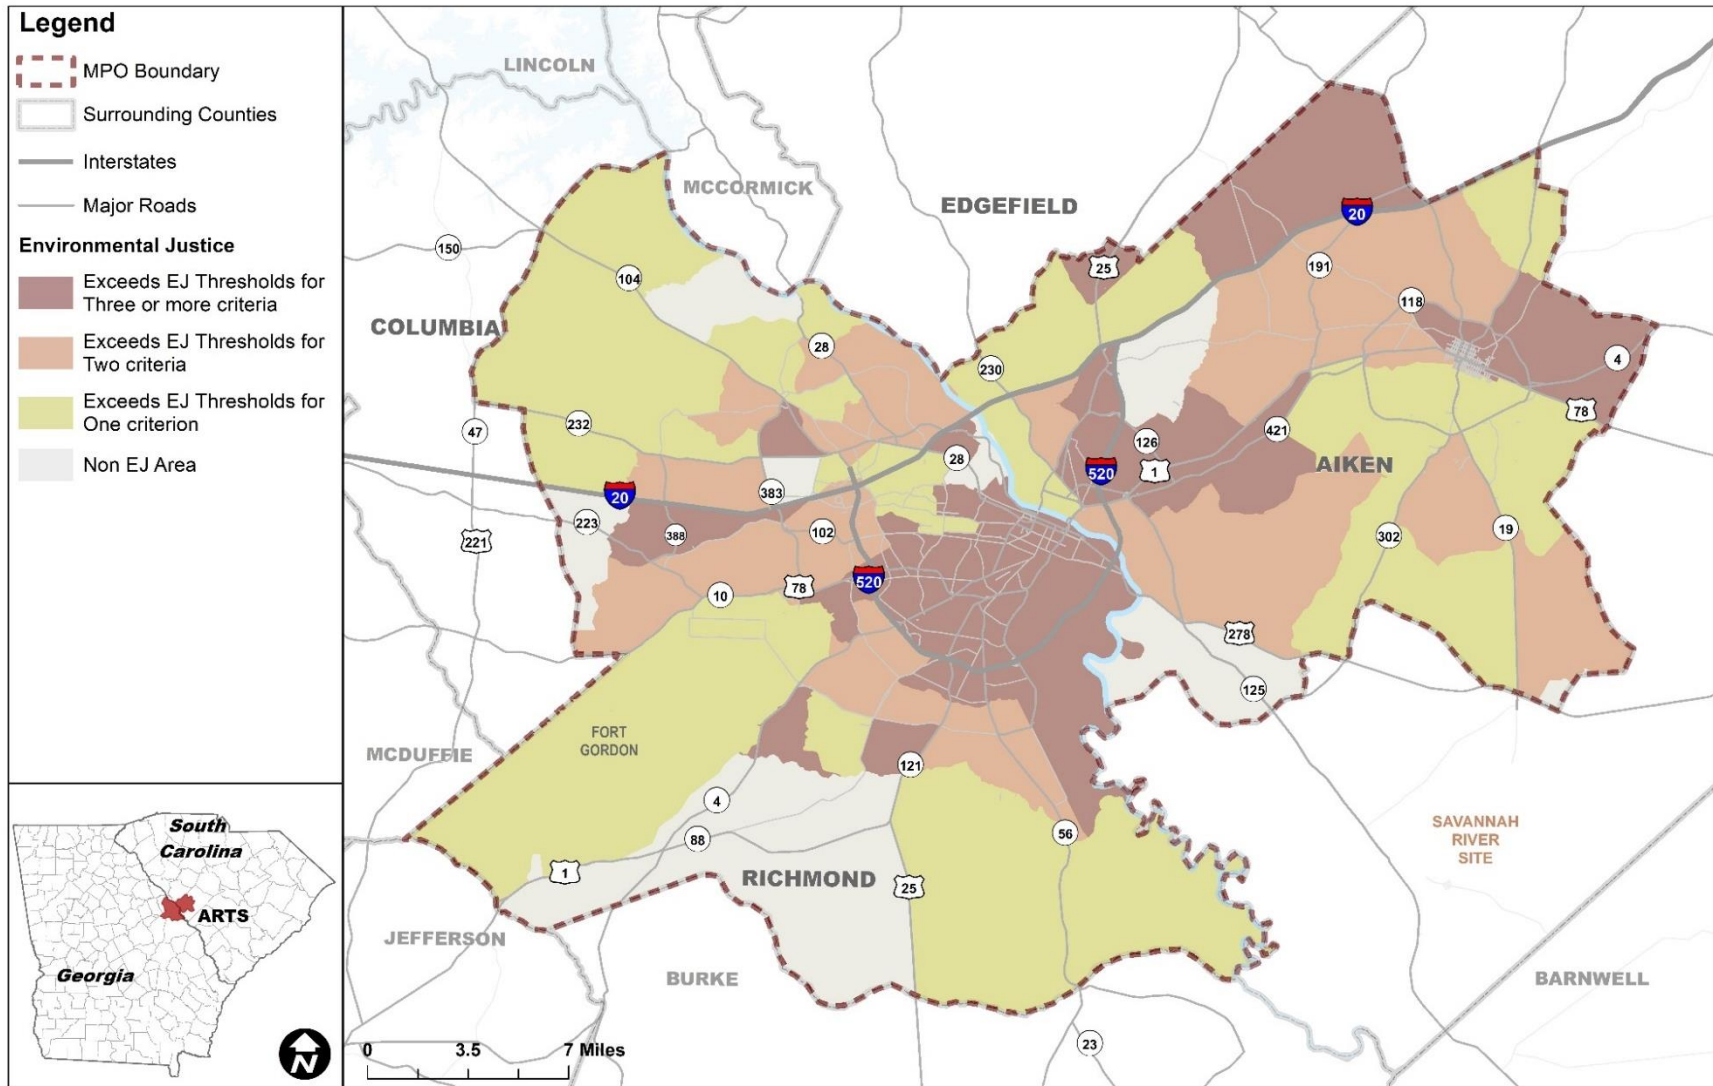 Legend
MPO Boundary
Surrounding Counties
Interstates
Major Roads
Environmental Justice
Exceeds EJ Thresholds for
Three or more criteria
Exceeds EJ Thresholds for
Two criteria
Exceeds EJ Thresholds for
One criterion
Non EJ Area
South
Carolina
ARTS
Georgia
N
LINCOLN
MCCORMICK
EDGEFIELD
20
150
25
191
104
118
COLUMBIA
28
4
230
78
232
47
126
421
28
AIKEN
520
1
20
383
223
102
388
221
302
19
520
78
10
278
125
FORT
GORDON
MCDUFFIE
121
4
88
56
SAVANNAH
RIVER
SITE
1
RICHMOND
25
JEFFERSON
BURKE
BARNWELL
23
0 3.5 7 Miles